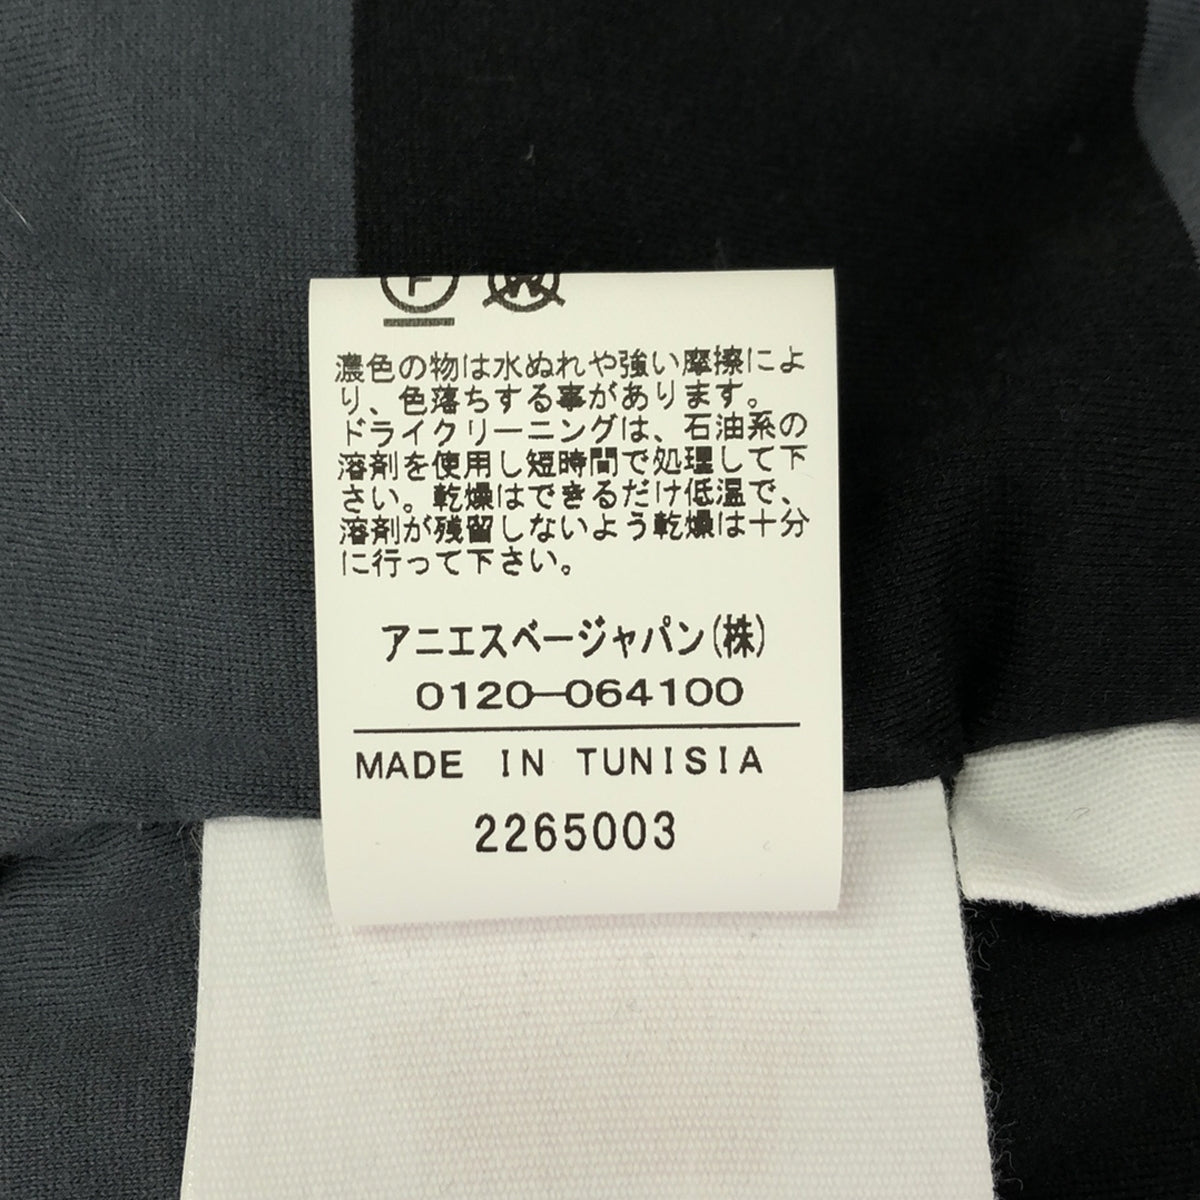 F
W
濃色の物は水ぬれや強い摩擦によ
り、色落ちする事があります。
ドライクリーニングは、石油系の
溶剤を使用し短時間で処理して下
さい。乾燥はできるだけ低温で、
溶剤が残留しないよう乾燥は十分
に行って下さい。
アニエスベージャパン(株)
0120-064100
MADE IN TUNISIA
2265003